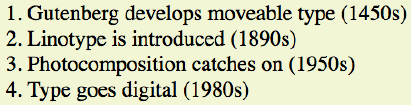 1. Gutenberg develops moveable type (1450s)
2. Linotype is introduced (1890s)
3. Photocomposition catches on (1950s)
4. Type goes digital (1980s)